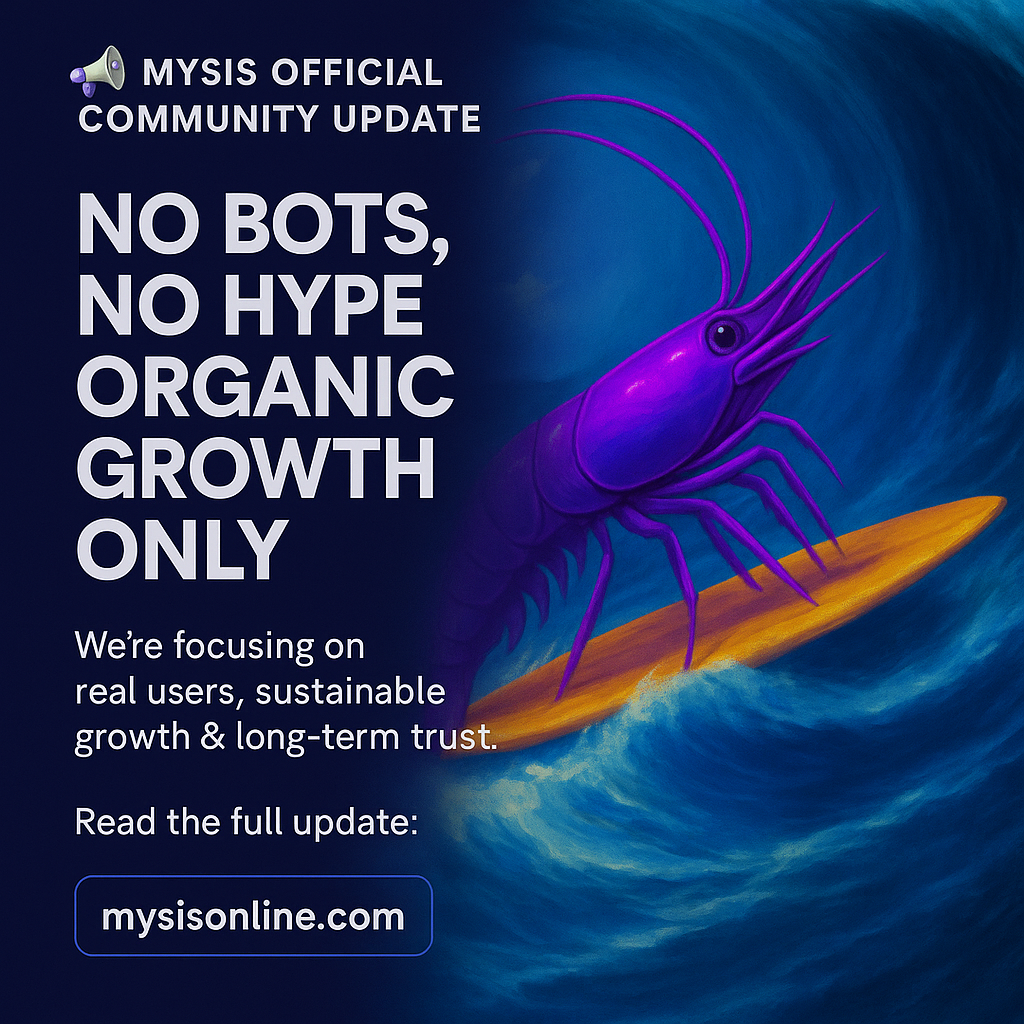 MYSIS OFFICIAL
COMMUNITY UPDATE
NO BOTS,
NO HYPE
ORGANIC
GROWTH
ONLY
We’re focusing on
real users, sustainable
growth & long-term trust.
Read the full update:
mysisonline.com